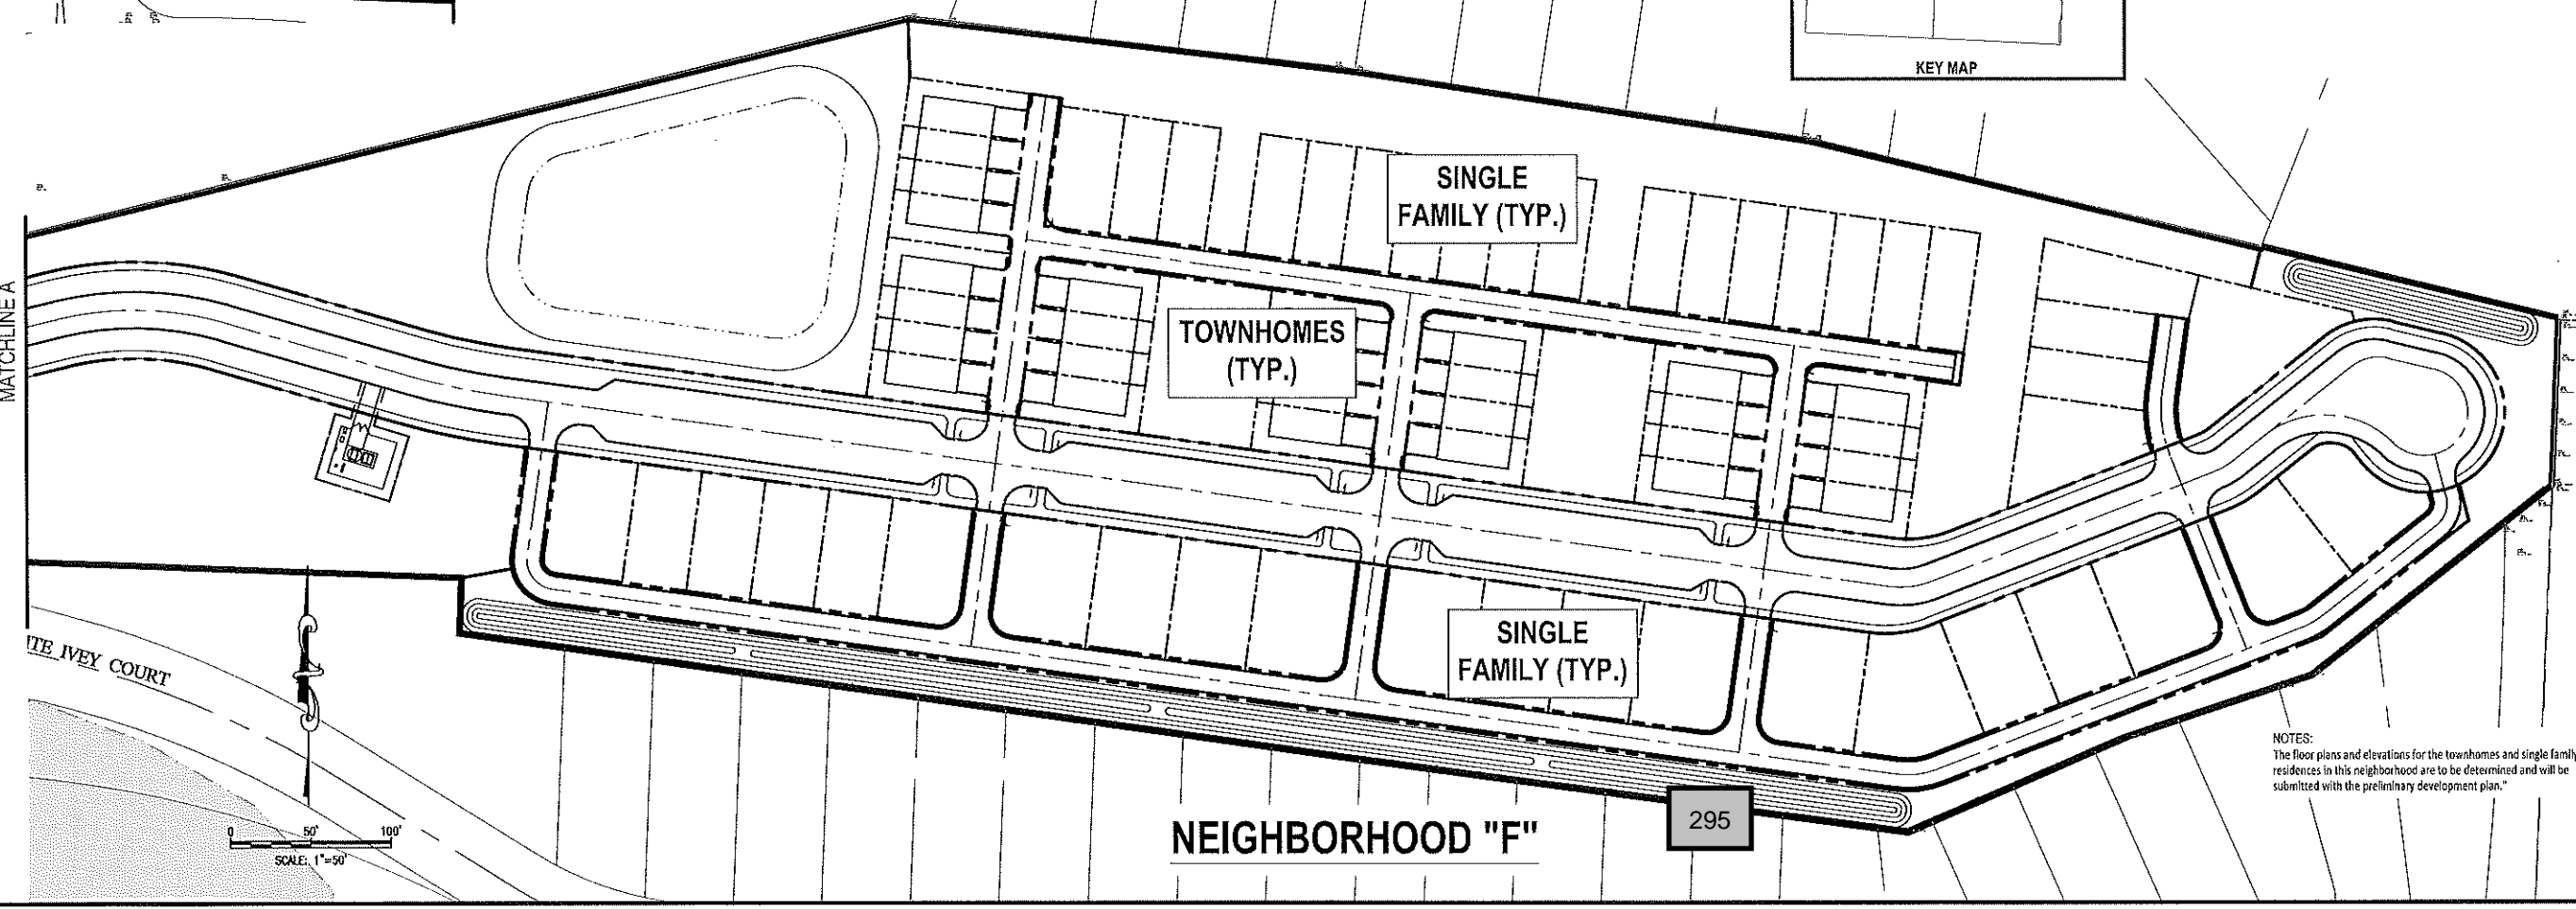 KEY MAP
MATCHLINE A
SINGLE
FAMILY (TYP.)
TOWNHOMES
(TYP.)
SINGLE
FAMILY (TYP.)
IVEY COURT
0 50' 100'
SCALE: 1"=50'
NEIGHBORHOOD "F"
295
NOTES:
The floor plans and elevations for the townhomes and single family
residences in this neighborhood are to be determined and will be
submitted with the preliminary development plan."